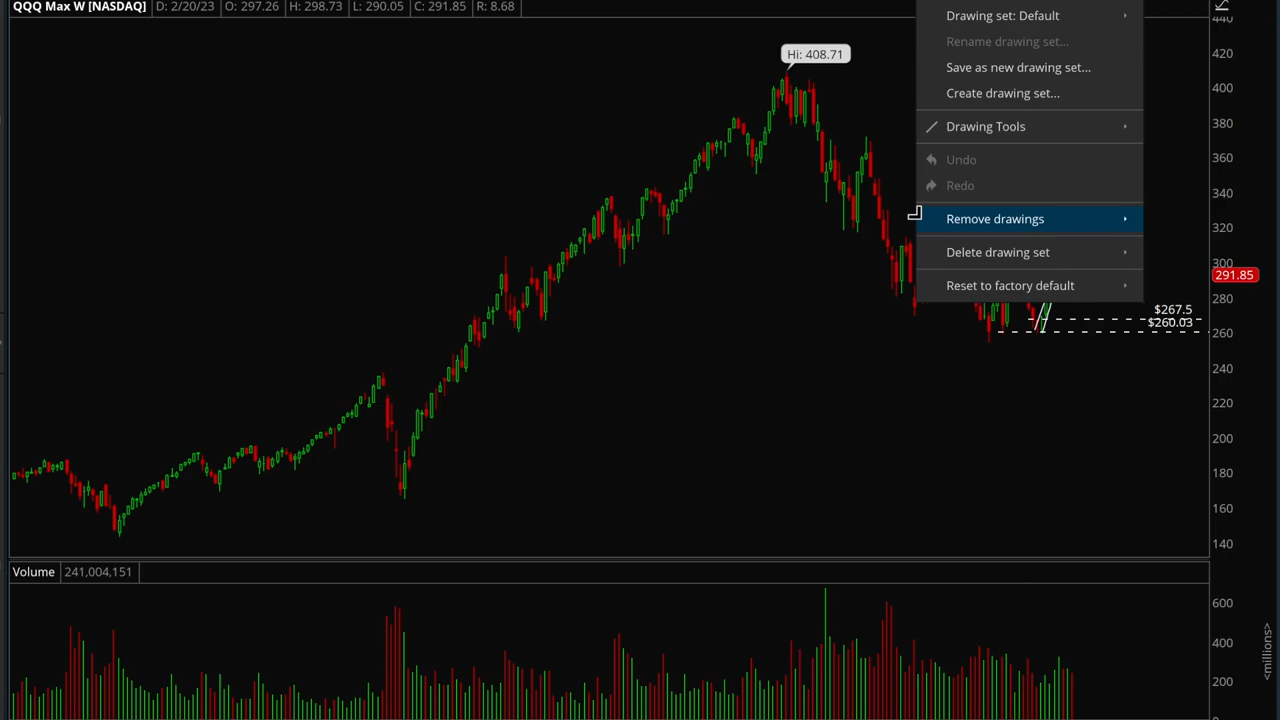 QQQ Max W [NASDAQ] D: 2/20/23 O: 297.26 H: 298.73 L: 290.05 C: 291.85 R: 8.68
Hi: 408.71
Drawing set: Default
Rename drawing set...
Save as new drawing set...
Create drawing set...
Drawing Tools
Undo
Redo
Remove drawings
Delete drawing set
Reset to factory default
440
420
400
380
360
340
320
300
291.85
280
260
240
220
200
180
160
140
$267.5
$260.03
Volume 241,004,151
600
400
200
<millions>